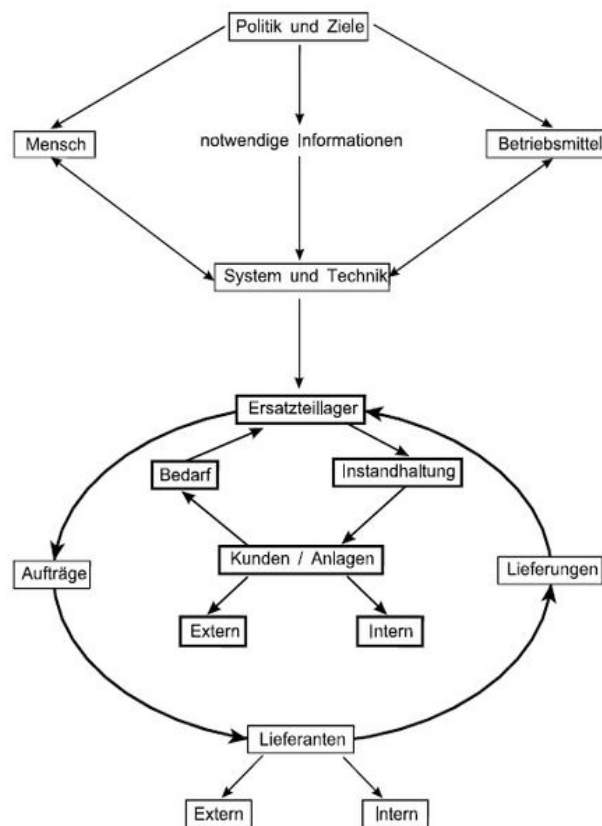 Politik und Ziele
Mensch
notwendige Informationen
Betriebsmittel
System und Technik
Ersatzteillager
Bedarf
Instandhaltung
Kunden / Anlagen
Aufträge
Lieferungen
Extern
Intern
Lieferanten
Extern
Intern